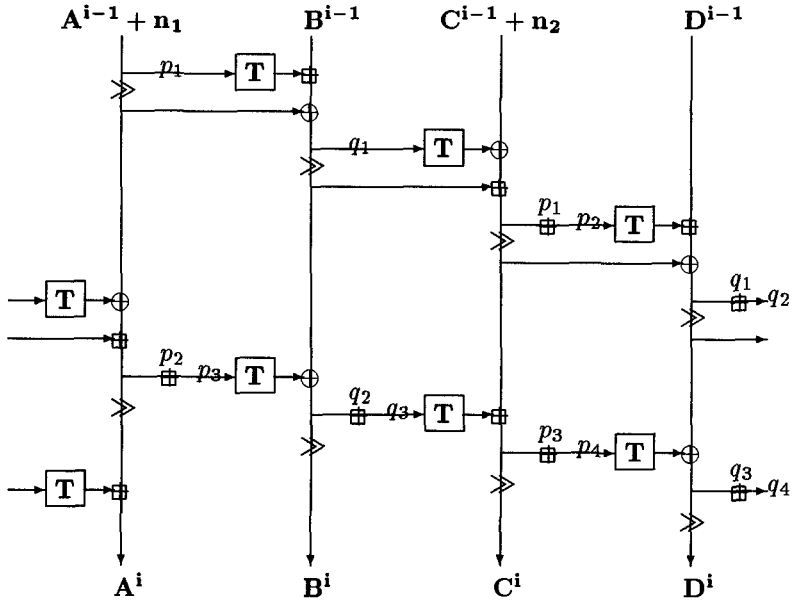 A^{i-1} + n_1 B^{i-1} C^{i-1} + n_2 D^{i-1}
p_1 T
q_1 T
p_1
p_2 T
q_1
T q_2
p_2
p_3 T
q_2
q_3 T
p_3
p_4 T
q_3
T q_4
A^i B^i C^i D^i